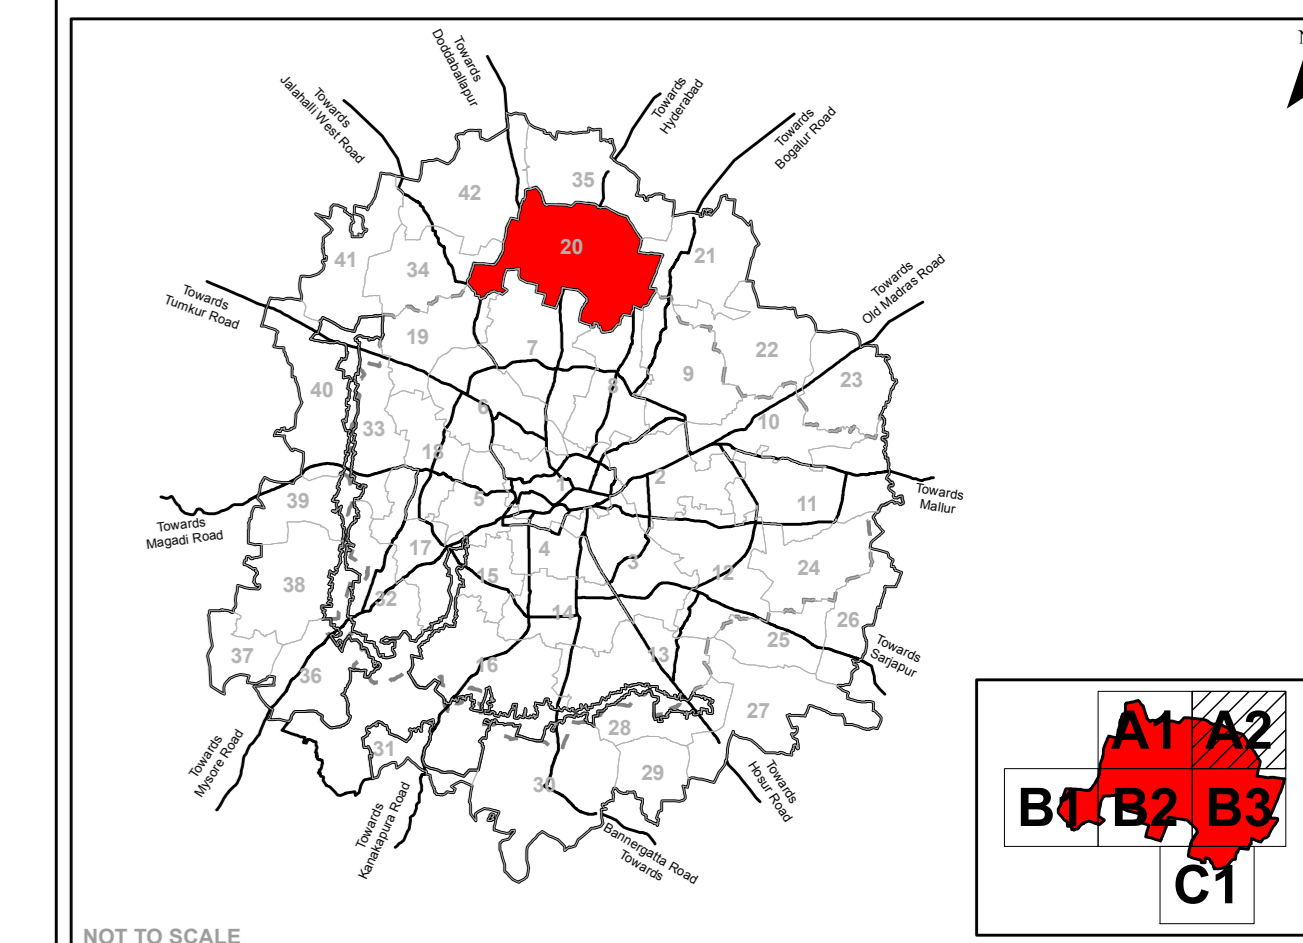 Towards
Doddaballapur
Towards
Jalahalli West Road
Towards
Hyderabad
Towards
Bogalur Road
N
42
35
20
21
41
34
Towards
Tumkur Road
Towards
Old Madras Road
19
7
22
9
23
40
8
6
10
33
18
2
1
5
39
11
Towards
Mallur
Towards
Magadi Road
17
4
3
12
24
15
38
32
14
26
25
Towards
Sarjapur
37
16
13
36
27
28
31
29
30
Towards
Mysore Road
Towards
Kanakapura Road
Towards
Hosur Road
Bannergatta Road
Towards
A1
A2
B1
B2
B3
C1
NOT TO SCALE